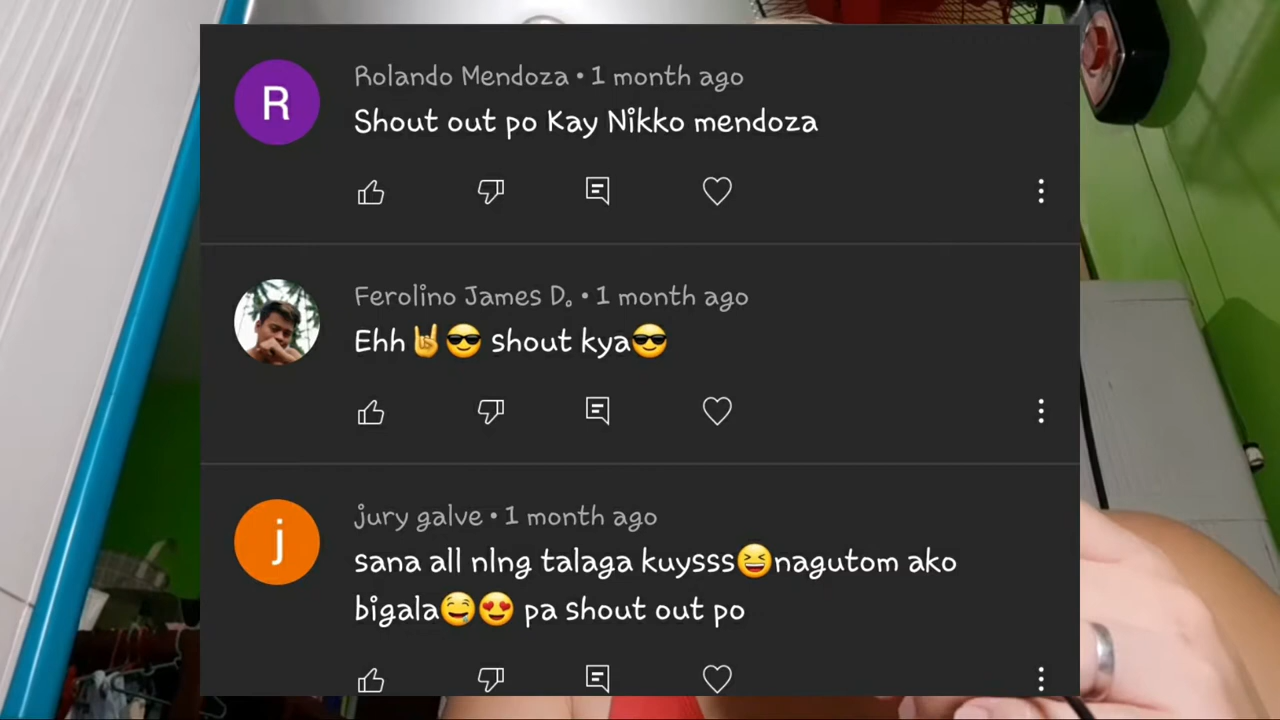 R
Rolando Mendoza • 1 month ago
Shout out po Kay Nikko mendoza
Ferolino James D. • 1 month ago
Ehh🤘😎 shout kya😎
j
jury galve • 1 month ago
sana all nlng talaga kuysss😆nagutom ako
bigala🤤😍 pa shout out po